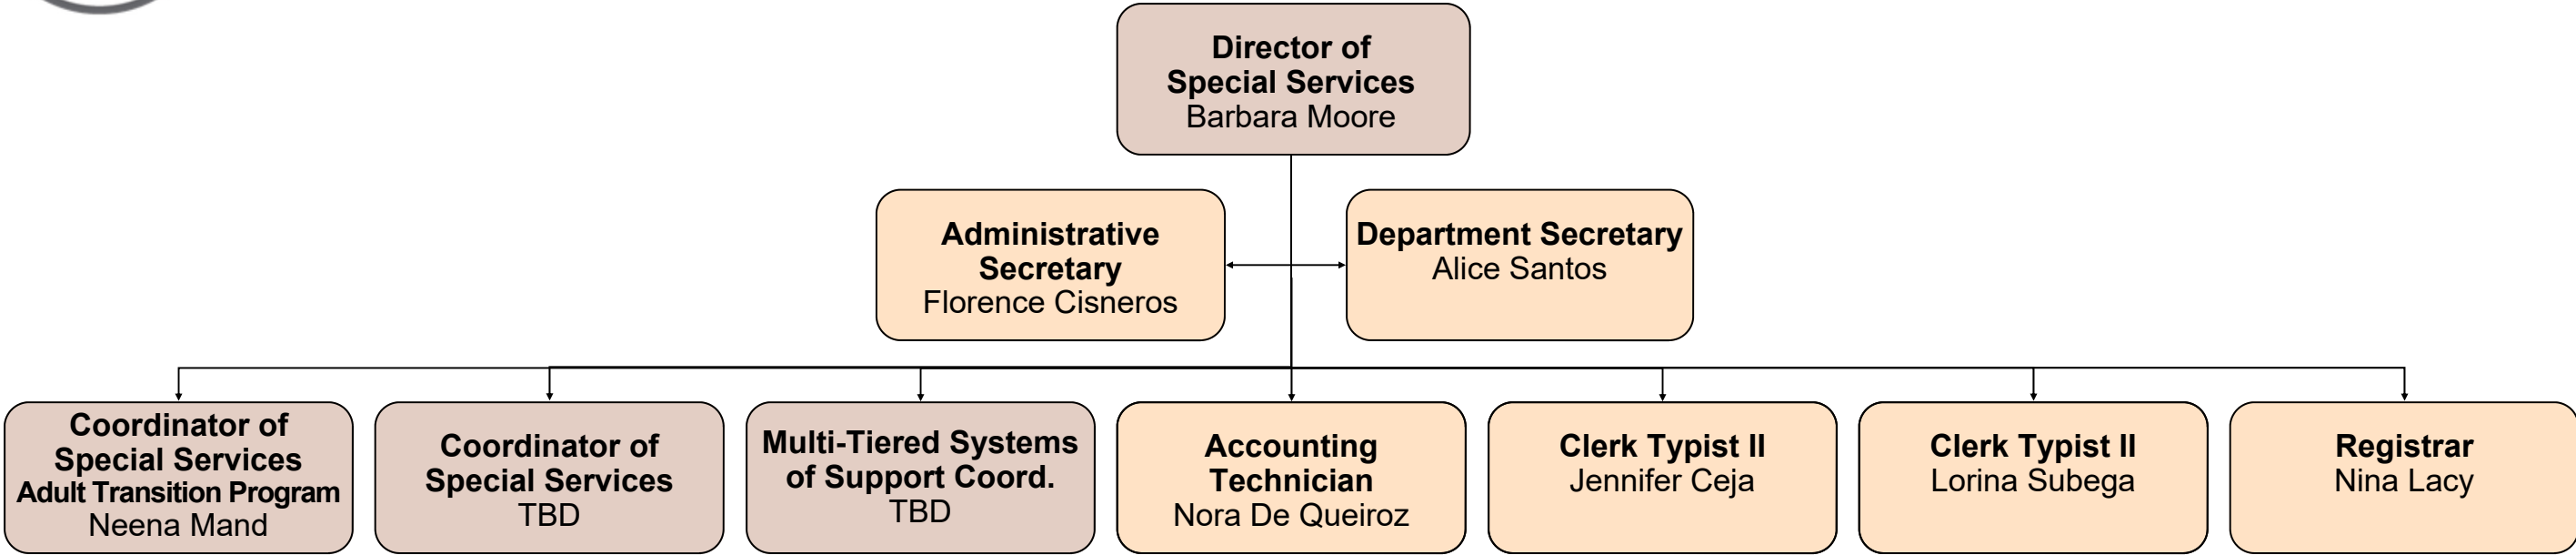 Director of
Special Services
Barbara Moore
Administrative
Secretary
Florence Cisneros
Department Secretary
Alice Santos
Coordinator of
Special Services
Adult Transition Program
Neena Mand
Coordinator of
Special Services
TBD
Multi-Tiered Systems
of Support Coord.
TBD
Accounting
Technician
Nora De Queiroz
Clerk Typist II
Jennifer Ceja
Clerk Typist II
Lorina Subega
Registrar
Nina Lacy